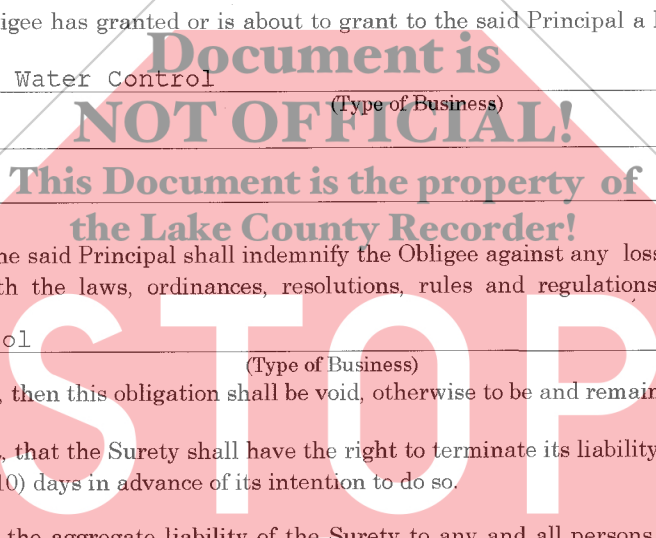 igee has granted or is about to grant to the said Principal a
Document is
Water Control
(Type of Business)
NOT OFFICIAL!
This Document is the property of
the Lake County Recorder!
said Principal shall indemnify the Obligee against any
the laws, ordinances, resolutions, rules and regulations
ol
(Type of Business)
, then this obligation shall be void, otherwise to be and remain
STOP
, that the Surety shall have the right to terminate its liability
10) days in advance of its intention to do so.
the aggregate liability of the Surety to any and all persons